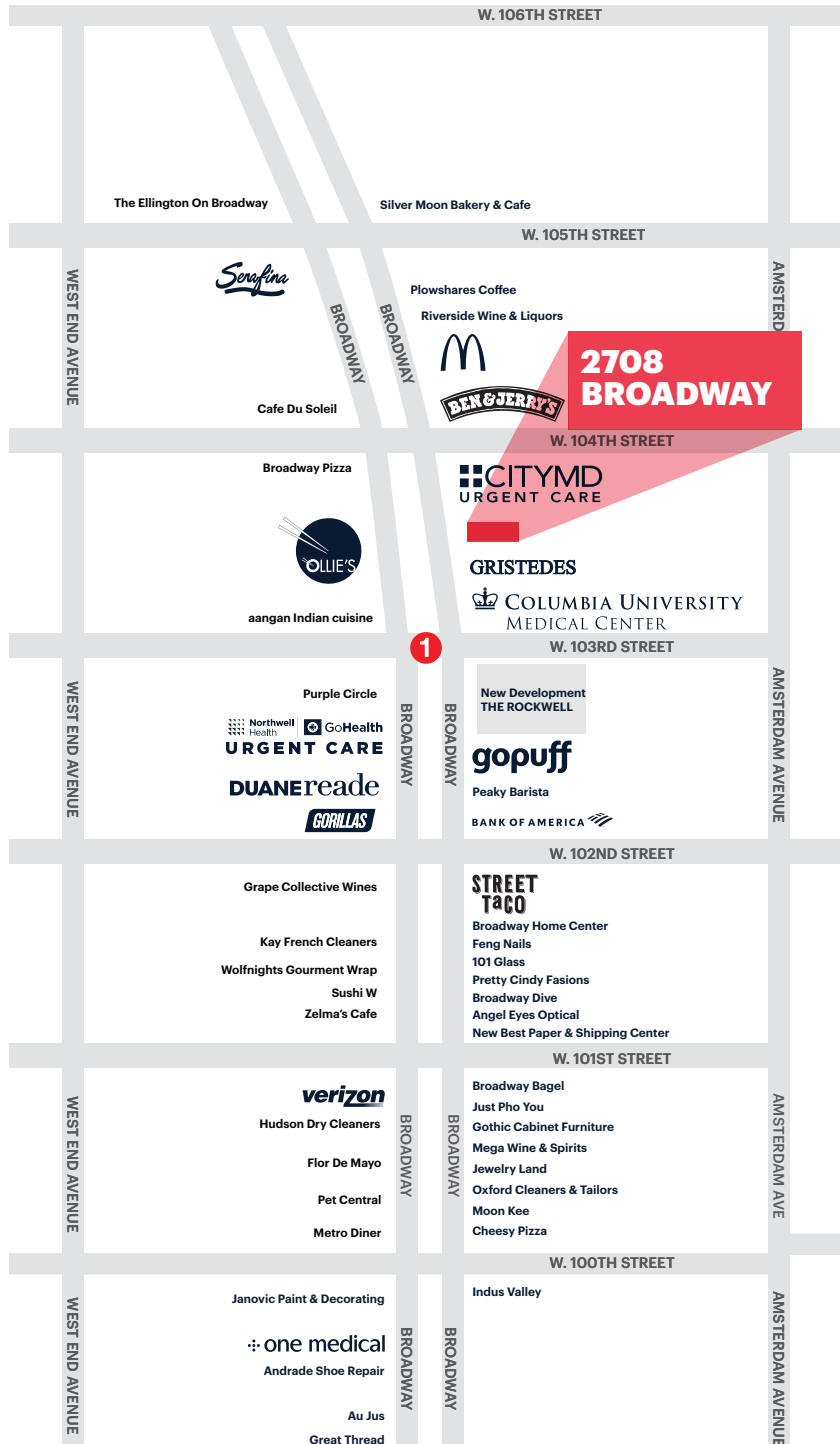 W. 106TH STREET
The Ellington On Broadway
Silver Moon Bakery & Cafe
W. 105TH STREET
Serafina
WEST END AVENUE
BROADWAY
BROADWAY
AMSTERD
Plowshares Coffee
Riverside Wine & Liquors
2708
BROADWAY
BEN & JERRY'S
Cafe Du Soleil
W. 104TH STREET
Broadway Pizza
CITYMD
URGENT CARE
OLLIE'S
GRISTEDES
COLUMBIA UNIVERSITY
MEDICAL CENTER
aangan Indian cuisine
1
W. 103RD STREET
WEST END AVENUE
BROADWAY
BROADWAY
AMSTERDAM AVENUE
Purple Circle
New Development
THE ROCKWELL
Northwell
Health
GoHealth
URGENT CARE
gopuff
DUANEreade
Peaky Barista
GORILLAS
BANK OF AMERICA
W. 102ND STREET
Grape Collective Wines
STREET
TaCO
Broadway Home Center
Kay French Cleaners
Feng Nails
101 Glass
Wolfnights Gourment Wrap
Pretty Cindy Fasions
Sushi W
Broadway Dive
Zelma's Cafe
Angel Eyes Optical
New Best Paper & Shipping Center
W. 101ST STREET
WEST END AVENUE
BROADWAY
BROADWAY
AMSTERDAM AVE
verizon
Broadway Bagel
Just Pho You
Hudson Dry Cleaners
Gothic Cabinet Furniture
Mega Wine & Spirits
Flor De Mayo
Jewelry Land
Oxford Cleaners & Tailors
Pet Central
Moon Kee
Metro Diner
Cheesy Pizza
W. 100TH STREET
WEST END AVENUE
BROADWAY
BROADWAY
AMSTERDAM AVENUE
Janovic Paint & Decorating
Indus Valley
one medical
Andrade Shoe Repair
Au Jus
Great Thread